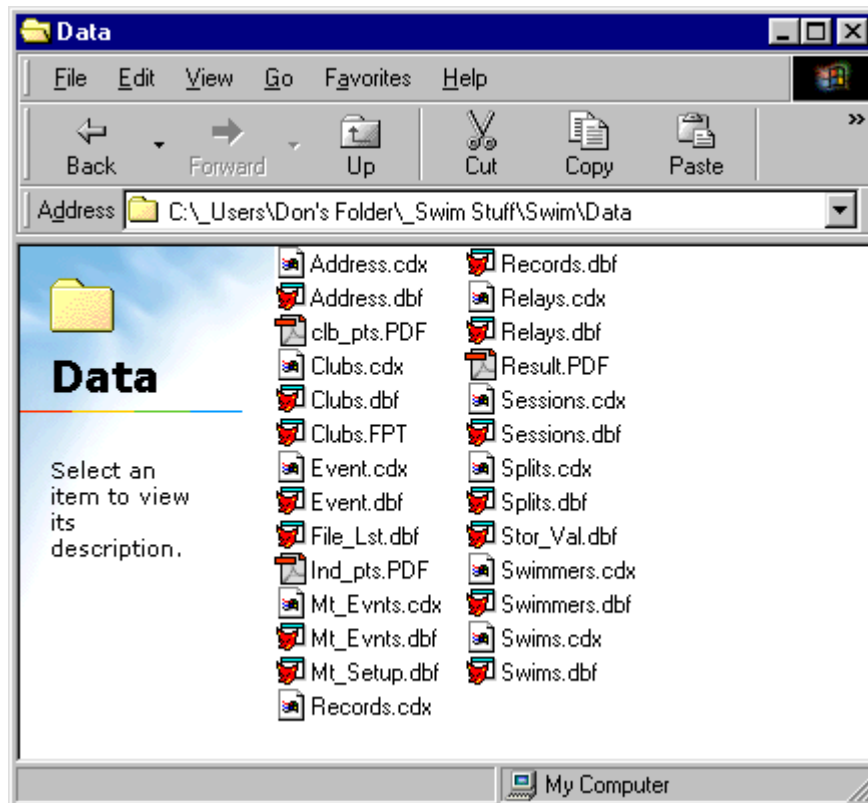 Data
File Edit View Go Favorites Help
Back Forward Up Cut Copy Paste »
Address C:\_Users\Don's Folder\_Swim Stuff\Swim\Data
Data
Select an
item to view
its
description.
Address.cdx
Address.dbf
clb_pts.PDF
Clubs.cdx
Clubs.dbf
Clubs.FPT
Event.cdx
Event.dbf
File_Lst.dbf
Ind_pts.PDF
Mt_Evnts.cdx
Mt_Evnts.dbf
Mt_Setup.dbf
Records.cdx
Records.dbf
Relays.cdx
Relays.dbf
Result.PDF
Sessions.cdx
Sessions.dbf
Splits.cdx
Splits.dbf
Stor_Val.dbf
Swimmers.cdx
Swimmers.dbf
Swims.cdx
Swims.dbf
My Computer